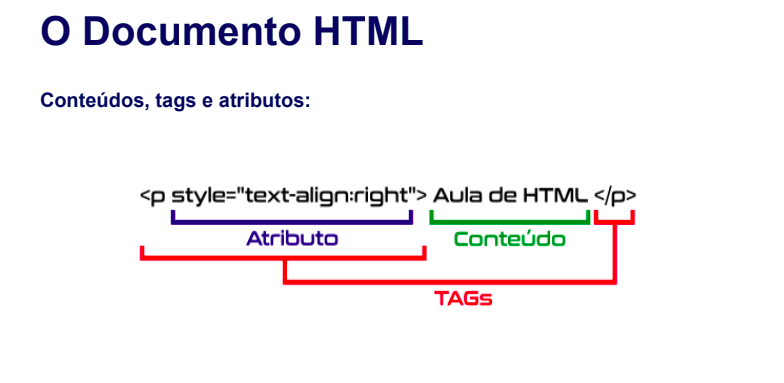 O Documento HTML
Conteúdos, tags e atributos:
<p style="text-align:right"> Aula de HTML </p>
Atributo Conteúdo
TAGs